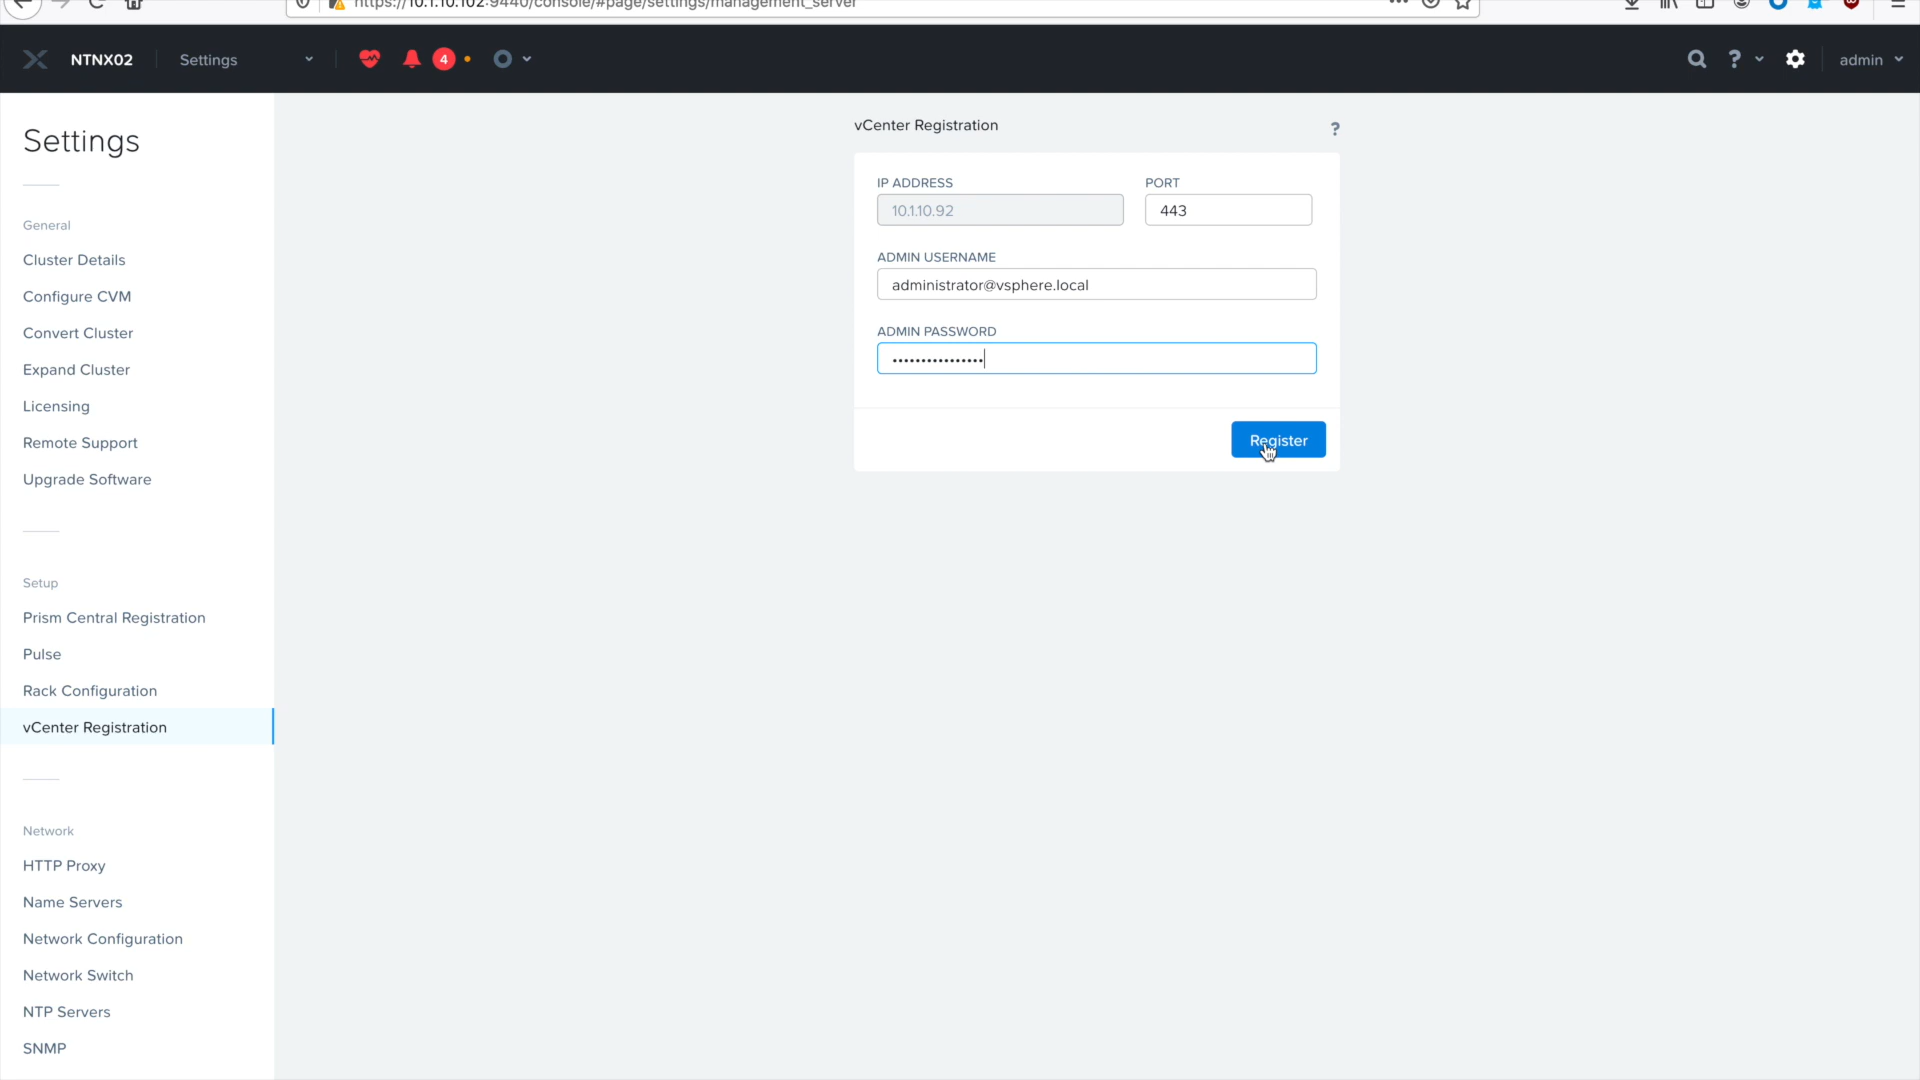 https://10.1.10.102:9440/console/#page/settings/management_server
NTNX02
Settings
4
?
admin
Settings
General
Cluster Details
Configure CVM
Convert Cluster
Expand Cluster
Licensing
Remote Support
Upgrade Software
Setup
Prism Central Registration
Pulse
Rack Configuration
vCenter Registration
Network
HTTP Proxy
Name Servers
Network Configuration
Network Switch
NTP Servers
SNMP
vCenter Registration
?
IP ADDRESS
PORT
10.1.10.92
443
ADMIN USERNAME
administrator@vsphere.local
ADMIN PASSWORD
••••••••••••••••
Register